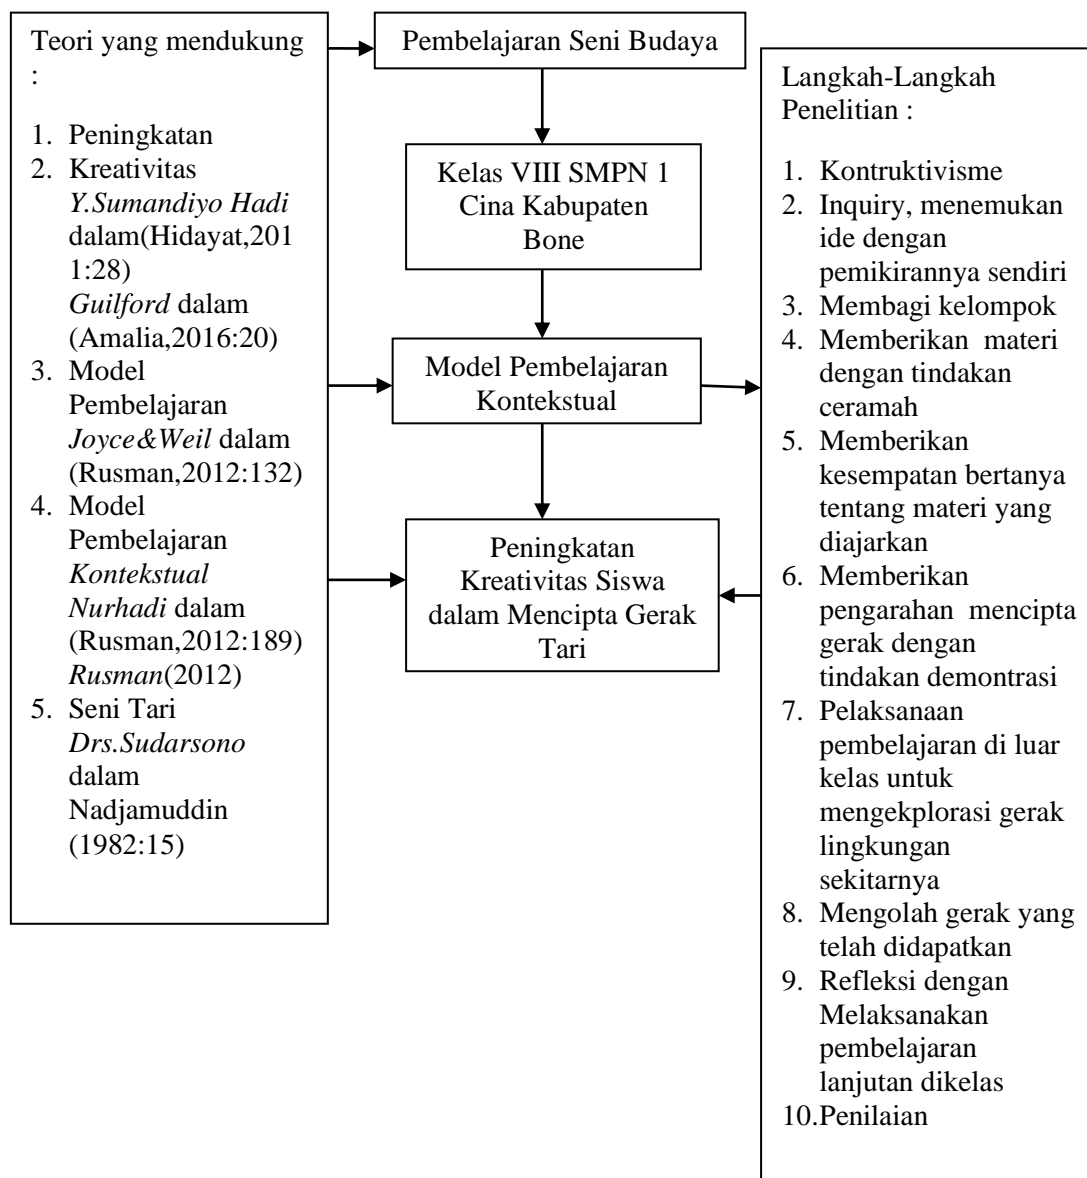 Teori yang mendukung
:
1. Peningkatan
2. Kreativitas
Y.Sumandiyo Hadi
dalam(Hidayat,201
1:28)
Guilford dalam
(Amalia,2016:20)
3. Model
Pembelajaran
Joyce&Weil dalam
(Rusman,2012:132)
4. Model
Pembelajaran
Kontekstual
Nurhadi dalam
(Rusman,2012:189)
Rusman(2012)
5. Seni Tari
Drs.Sudarsono
dalam
Nadjamuddin
(1982:15)
Pembelajaran Seni Budaya
Kelas VIII SMPN 1
Cina Kabupaten
Bone
Model Pembelajaran
Kontekstual
Peningkatan
Kreativitas Siswa
dalam Mencipta Gerak
Tari
Langkah-Langkah
Penelitian :
1. Kontruktivisme
2. Inquiry, menemukan
ide dengan
pemikirannya sendiri
3. Membagi kelompok
4. Memberikan materi
dengan tindakan
ceramah
5. Memberikan
kesempatan bertanya
tentang materi yang
diajarkan
6. Memberikan
pengarahan mencipta
gerak dengan
tindakan demontrasi
7. Pelaksanaan
pembelajaran di luar
kelas untuk
mengekplorasi gerak
lingkungan
sekitarnya
8. Mengolah gerak yang
telah didapatkan
9. Refleksi dengan
Melaksanakan
pembelajaran
lanjutan dikelas
10.Penilaian